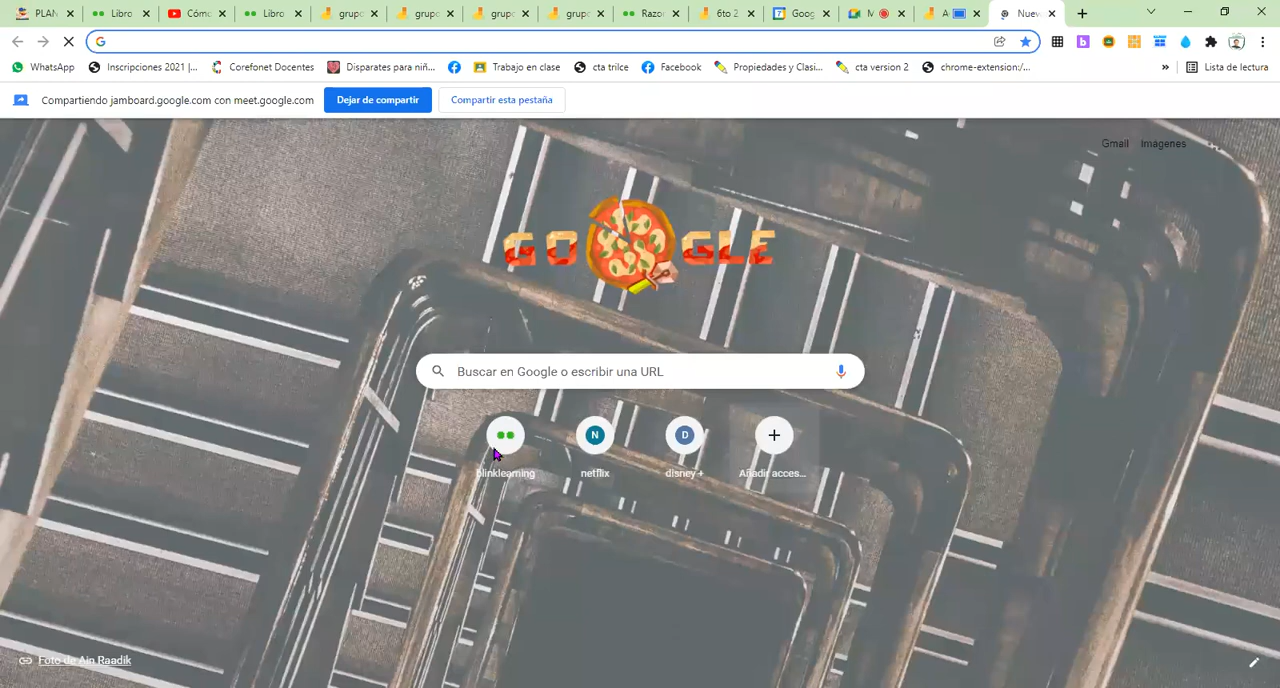 PLAN
Libro
Cómo
Libro
grupo
grupo
grupo
grupo
Razo
6to 2
Goog
M
A
Nuev
WhatsApp
Inscripciones 2021 |...
Corefonet Docentes
Disparates para niñ...
Trabajo en clase
cta trilce
Facebook
Propiedades y Clasi...
cta version 2
chrome-extension:/...
»
Lista de lectura
Compartiendo jamboard.google.com con meet.google.com
Dejar de compartir
Compartir esta pestaña
Gmail
Imágenes
GOOGLE
Buscar en Google o escribir una URL
N
D
blinklearning
netflix
disney+
Añadir acces...
Foto de Ain Raadik